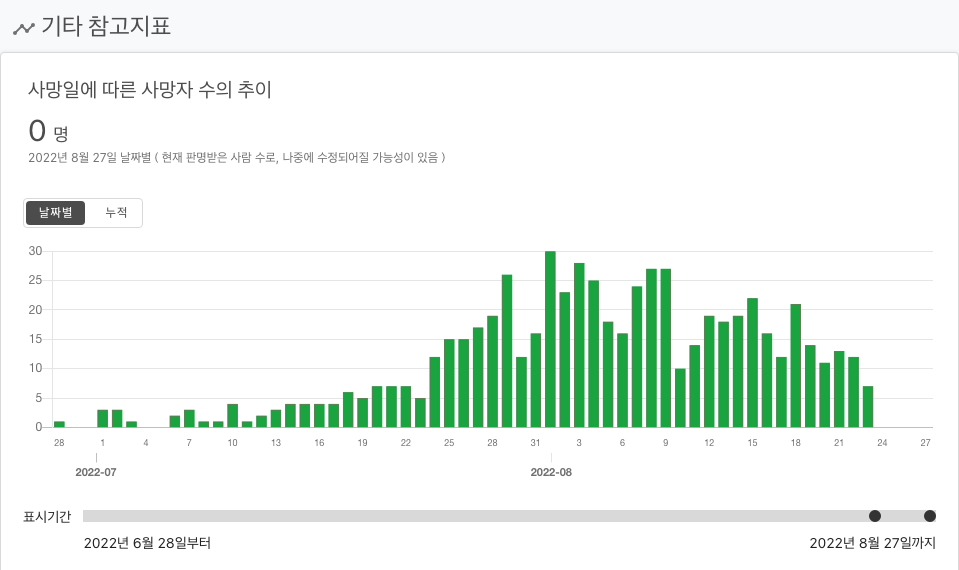 기타 참고지표
사망일에 따른 사망자 수의 추이
0 명
2022년 8월 27일 날짜별 ( 현재 판명받은 사람 수로, 나중에 수정되어질 가능성이 있음 )
날짜별 누적
30
25
20
15
10
5
0
28 1 4 7 10 13 16 19 22 25 28 31 3 6 9 12 15 18 21 24 27
2022-07 2022-08
표시기간
2022년 6월 28일부터 2022년 8월 27일까지